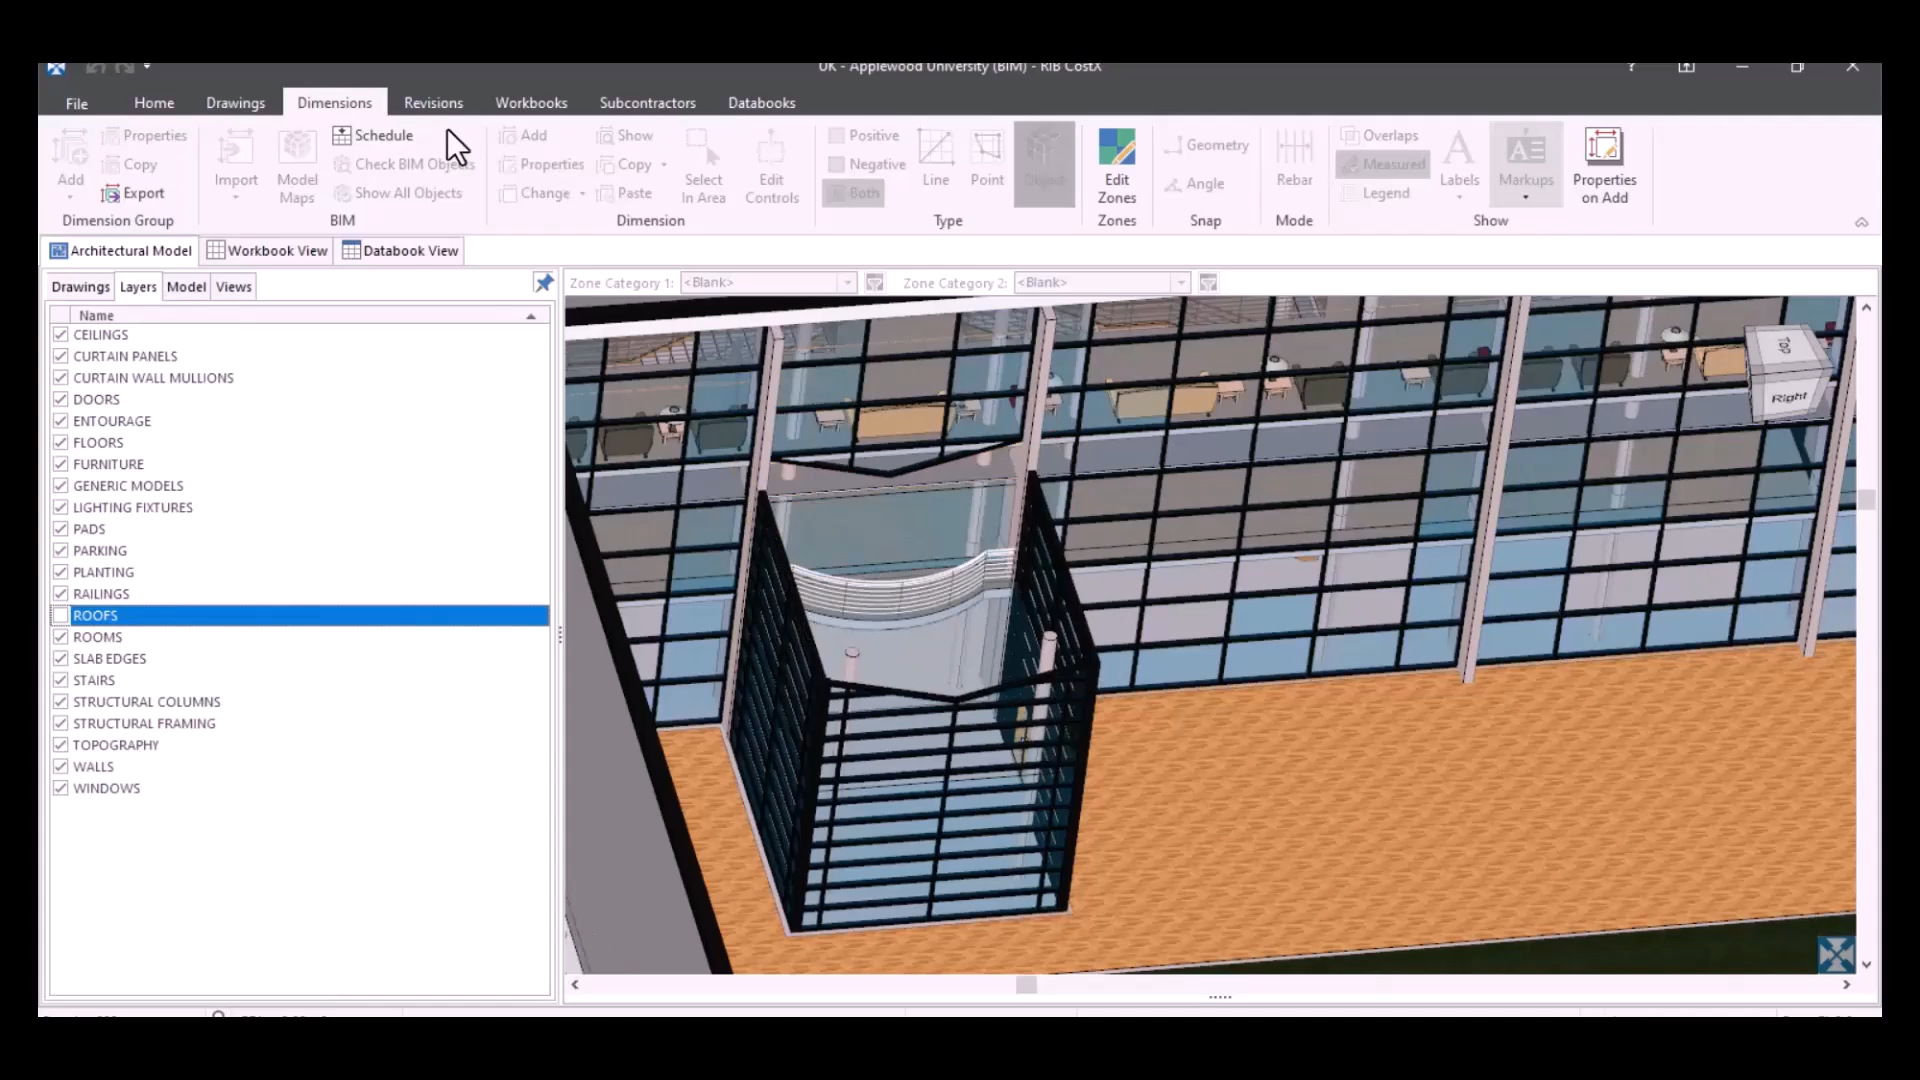 UK - Applewood University (BIM) - RIB CostX
File Home Drawings Dimensions Revisions Workbooks Subcontractors Databooks
Properties Schedule Add Show Positive Geometry Overlaps
Copy Check BIM Objects Properties Copy Negative Measured
Add Export Import Model Maps Show All Objects Change Paste Select In Area Edit Controls Both Line Point Object Edit Zones Angle Rebar Legend Labels Markups Properties on Add
Dimension Group BIM Dimension Type Zones Snap Mode Show
Architectural Model Workbook View Databook View
Drawings Layers Model Views Zone Category 1: <Blank> Zone Category 2: <Blank>
Name
CEILINGS
CURTAIN PANELS
CURTAIN WALL MULLIONS
DOORS
ENTOURAGE
FLOORS
FURNITURE
GENERIC MODELS
LIGHTING FIXTURES
PADS
PARKING
PLANTING
RAILINGS
ROOFS
ROOMS
SLAB EDGES
STAIRS
STRUCTURAL COLUMNS
STRUCTURAL FRAMING
TOPOGRAPHY
WALLS
WINDOWS
Top
Right